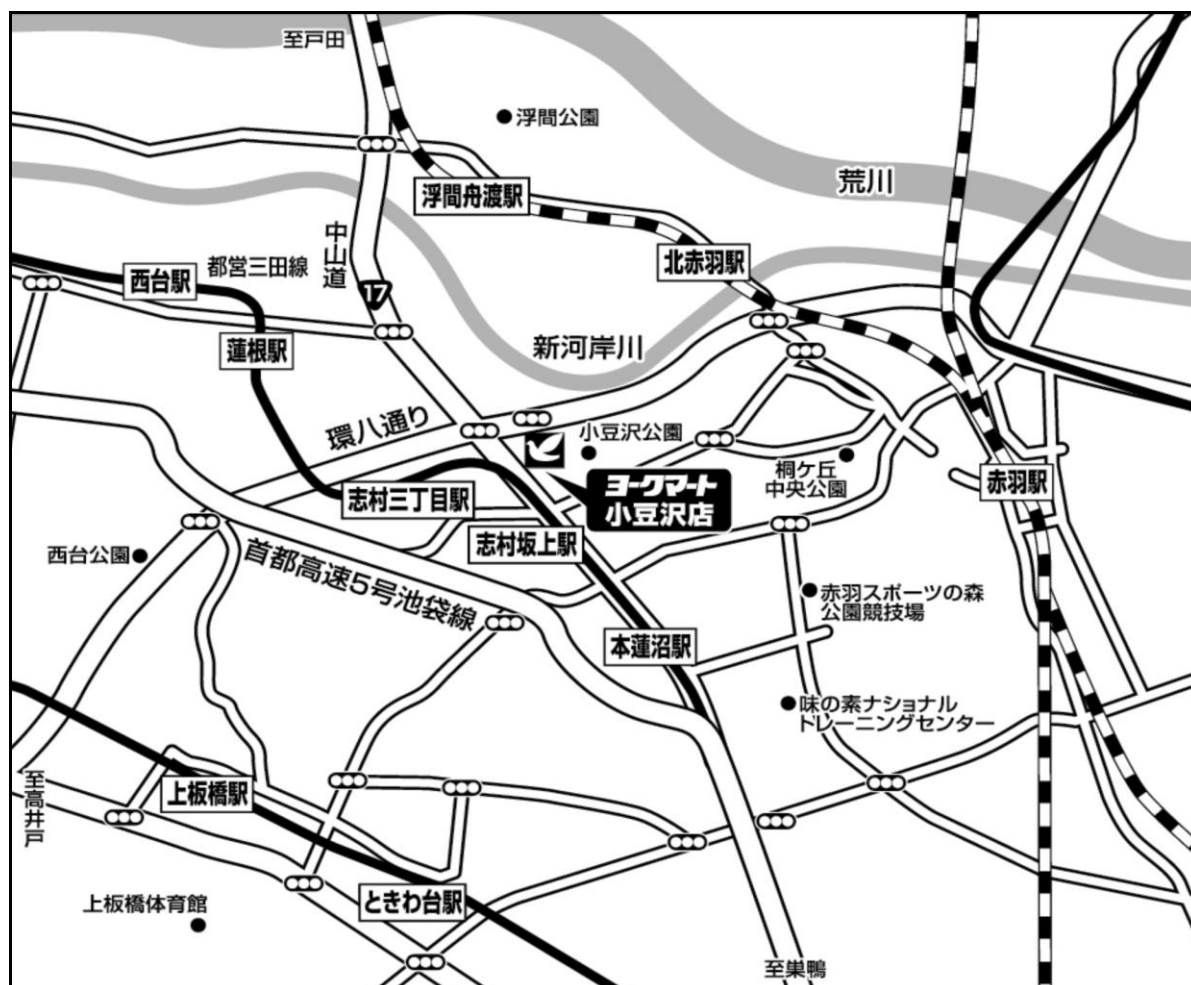 至戸田
浮間公園
荒川
浮間舟渡駅
中山道
17
北赤羽駅
都営三田線
西台駅
蓮根駅
新河岸川
環八通り
小豆沢公園
桐ケ丘
中央公園
赤羽駅
ヨークマート
小豆沢店
志村三丁目駅
志村坂上駅
西台公園
首都高速5号池袋線
赤羽スポーツの森
公園競技場
本蓮沼駅
味の素ナショナル
トレーニングセンター
至高井戸
上板橋駅
ときわ台駅
上板橋体育館
至巣鴨